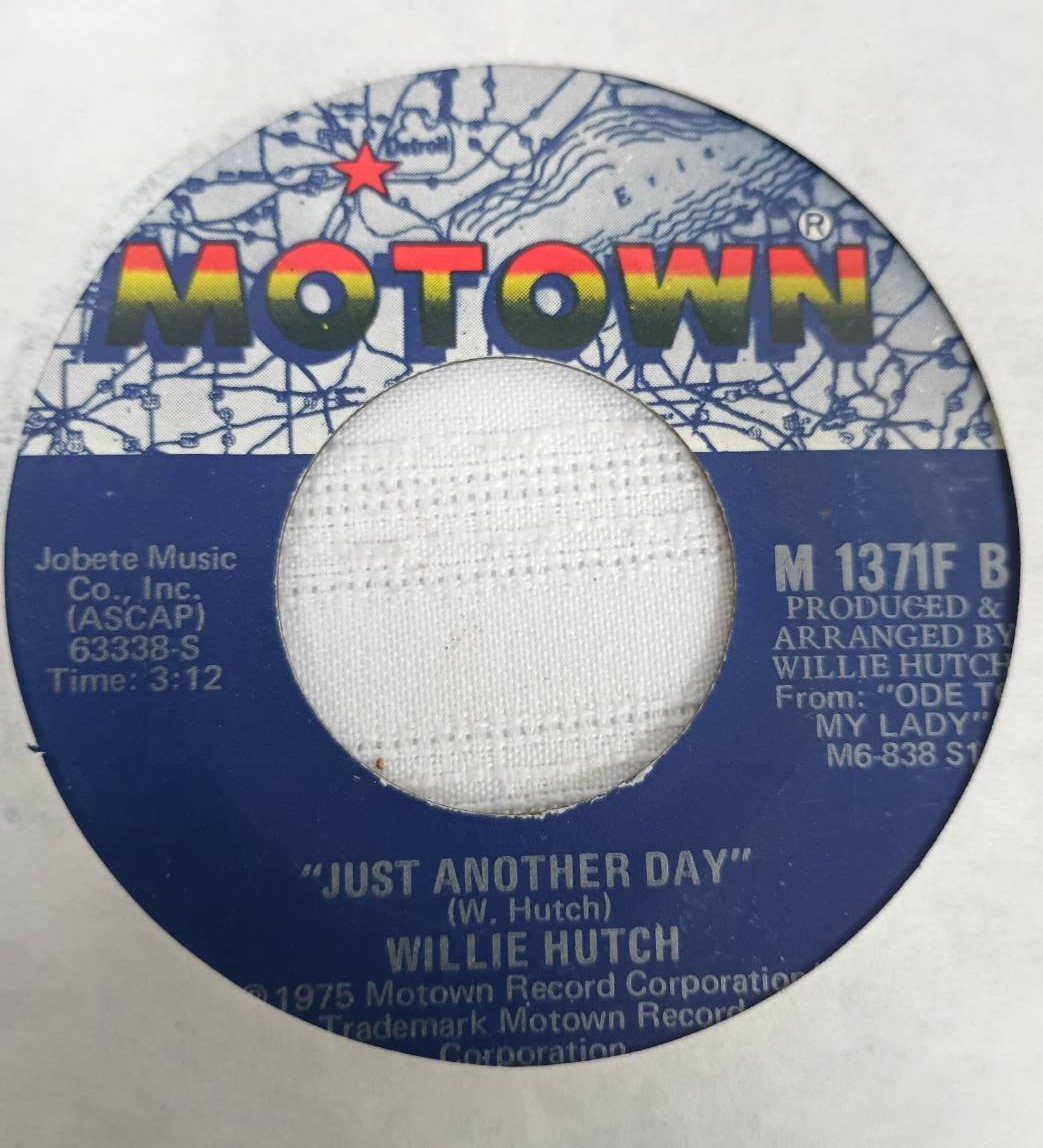 Detroit
Erie
®
MOTOWN
Jobete Music
Co., Inc.
(ASCAP)
63338-S
Time: 3:12
M 1371F B
PRODUCED &
ARRANGED BY
WILLIE HUTCH
From: "ODE TO
MY LADY"
M6-838 S1
"JUST ANOTHER DAY"
(W. Hutch)
WILLIE HUTCH
℗ 1975 Motown Record Corporation
Trademark Motown Record
Corporation